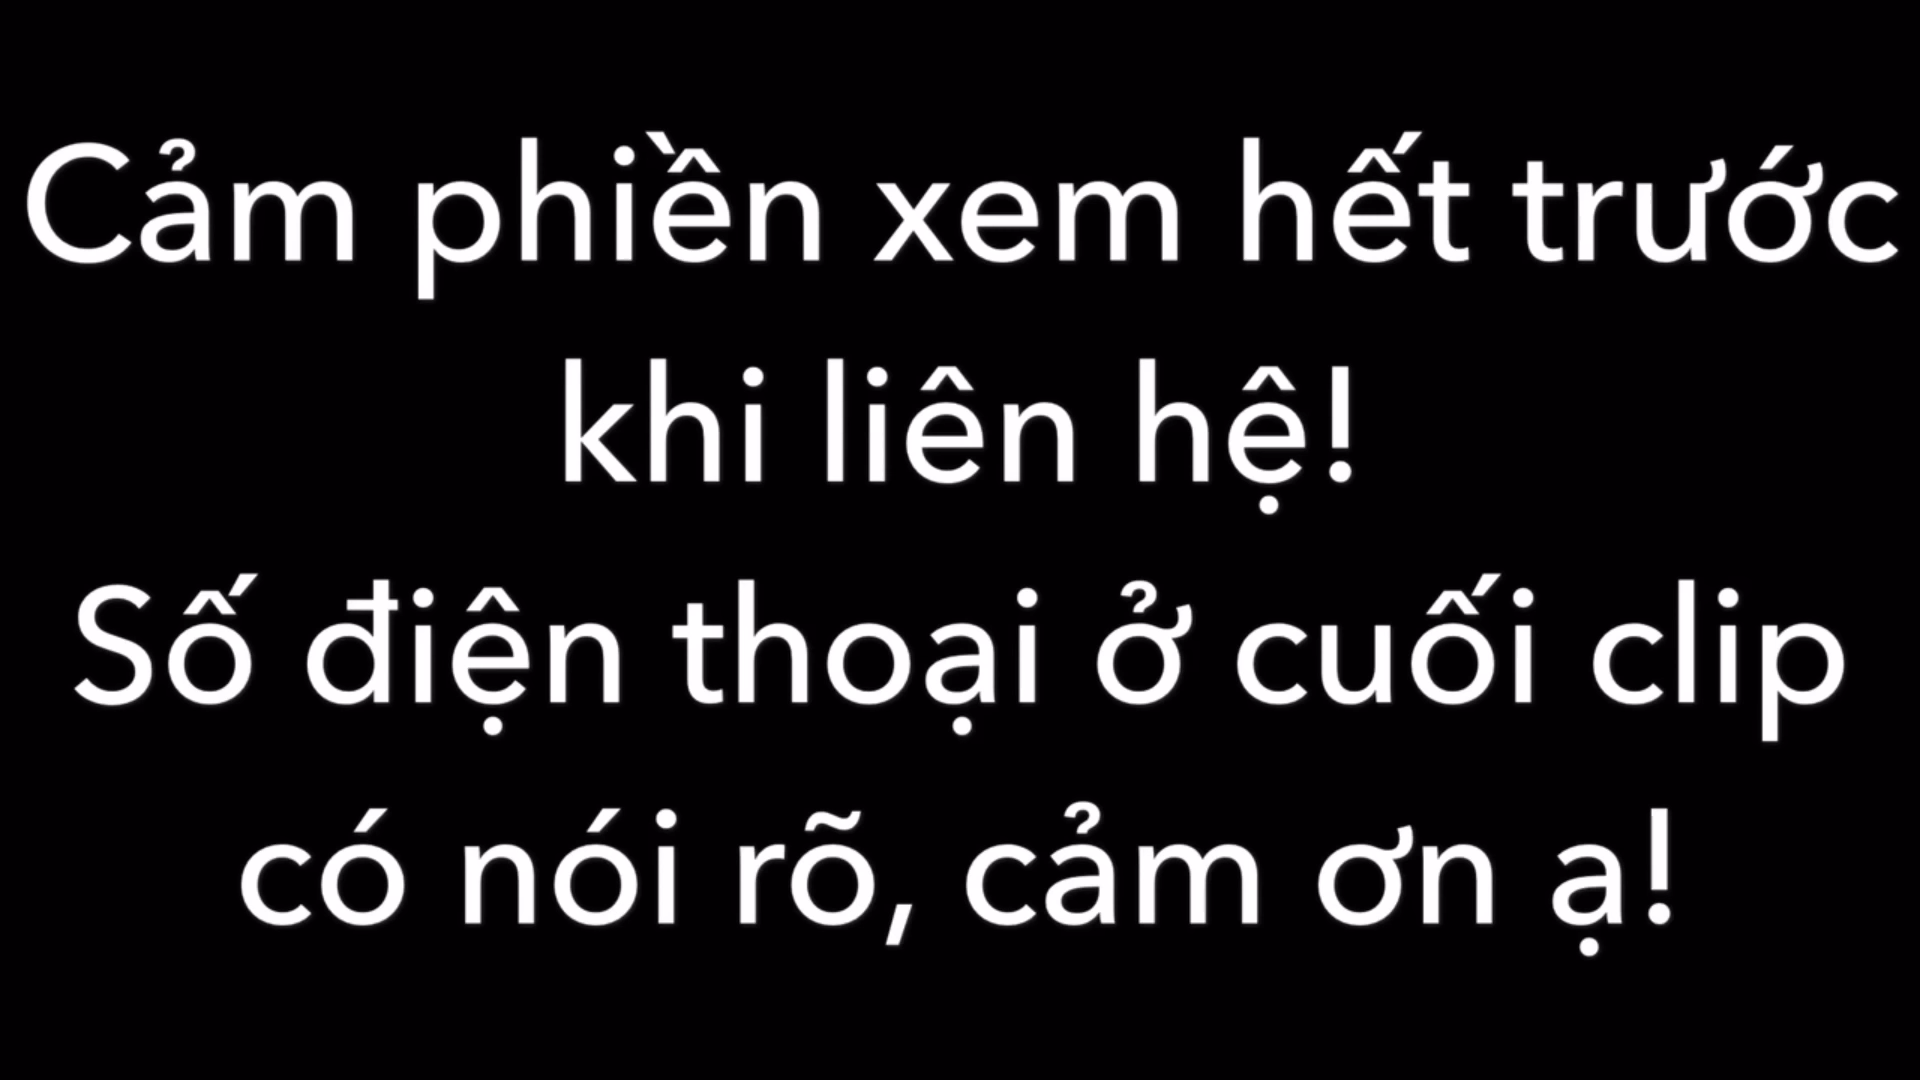 Cảm phiền xem hết trước
khi liên hệ!
Số điện thoại ở cuối clip
có nói rõ, cảm ơn ạ!